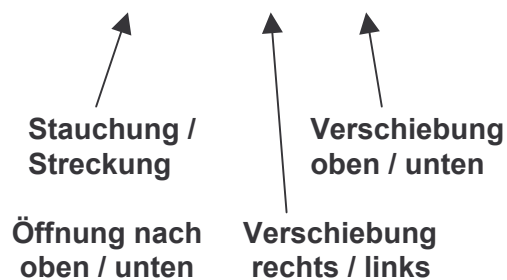 Stauchung /
Streckung
Verschiebung
oben / unten
Öffnung nach
oben / unten
Verschiebung
rechts / links